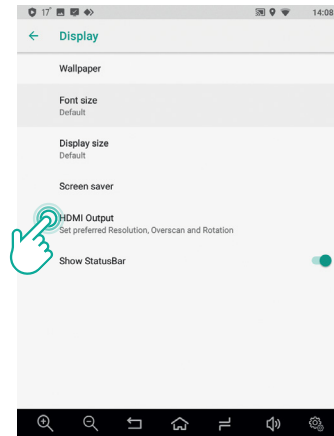 17° 14:08
Display
Wallpaper
Font size
Default
Display size
Default
Screen saver
HDMI Output
Set preferred Resolution, Overscan and Rotation
Show StatusBar